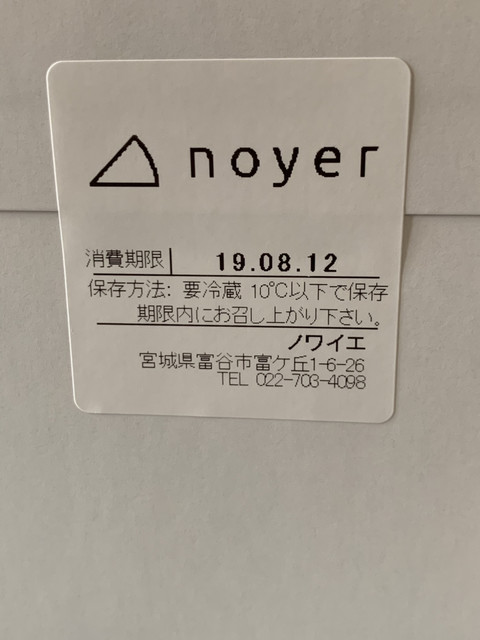 noyer
消費期限 19.08.12
保存方法: 要冷蔵 10℃以下で保存
期限内にお召し上がり下さい。
ノワイエ
宮城県富谷市富ケ丘1-6-26
TEL 022-703-4098